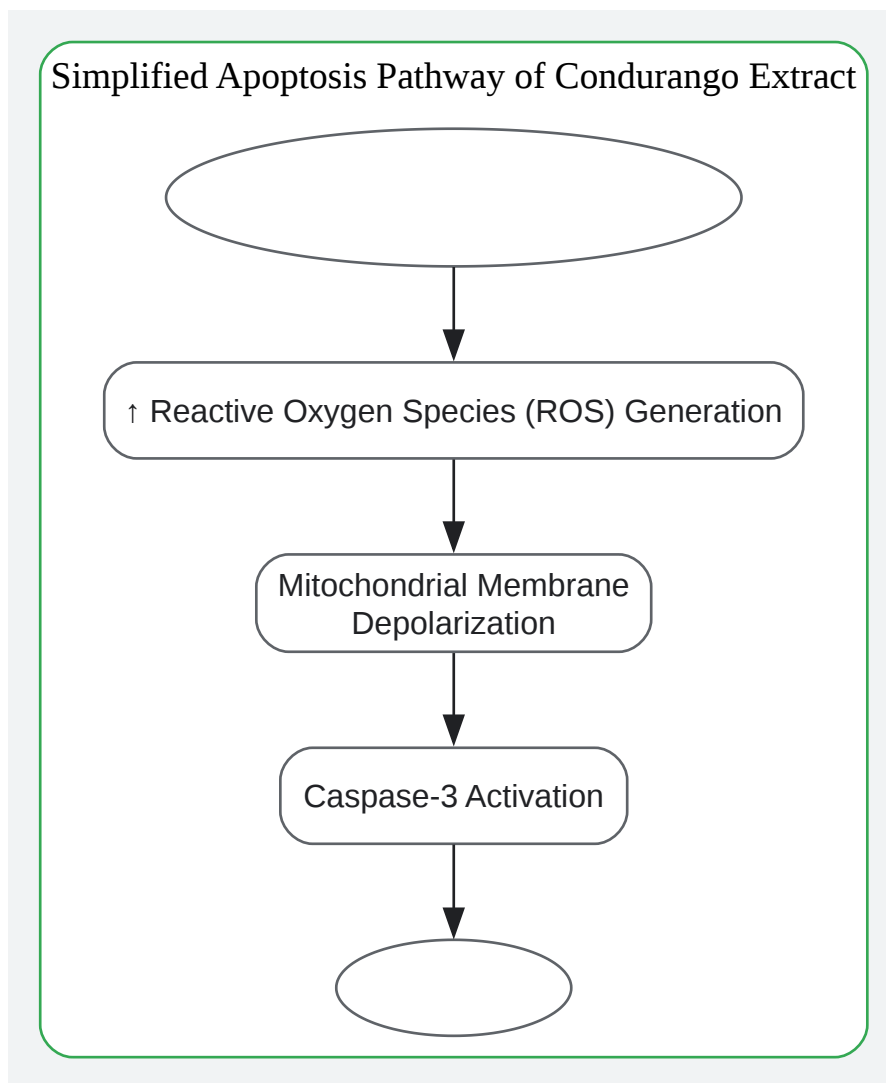 Simplified Apoptosis Pathway of Condurango Extract
↑ Reactive Oxygen Species (ROS) Generation
Mitochondrial Membrane
Depolarization
Caspase-3 Activation